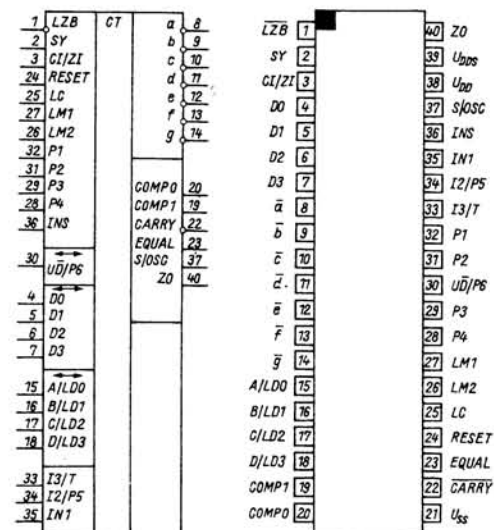 1 LZB CT a 8
2 SY b 9
3 CI/ZI c 10
24 RESET d 11
25 LC e 12
27 LM1 f 13
26 LM2 g 14
32 P1
31 P2
29 P3 COMP0 20
28 P4 COMP1 19
36 INS CARRY 22
EQUAL 23
30 UD̅/P6 S/OSC 37
Z0 40
4 D0
5 D1
6 D2
7 D3
15 A/LD0
16 B/LD1
17 C/LD2
18 D/LD3
33 I3/T
34 I2/P5
35 IN1
L̅Z̅B̅ 1 40 Z0
SY 2 39 U_DDS
CI/ZI 3 38 U_DD
D0 4 37 S/OSC
D1 5 36 INS
D2 6 35 IN1
D3 7 34 I2/P5
a̅ 8 33 I3/T
b̅ 9 32 P1
c̅ 10 31 P2
d̅ 11 30 UD̅/P6
e̅ 12 29 P3
f̅ 13 28 P4
g̅ 14 27 LM1
A/LD0 15 26 LM2
B/LD1 16 25 LC
C/LD2 17 24 RESET
D/LD3 18 23 EQUAL
COMP1 19 22 C̅A̅R̅R̅Y̅
COMP0 20 21 U_SS